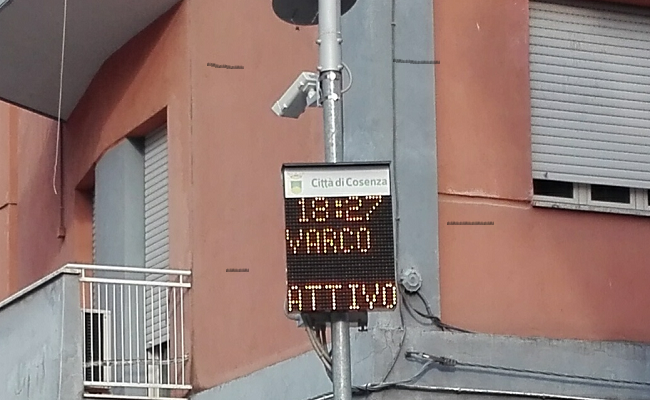 Città di Cosenza
18:27
VARCO
ATTIVO